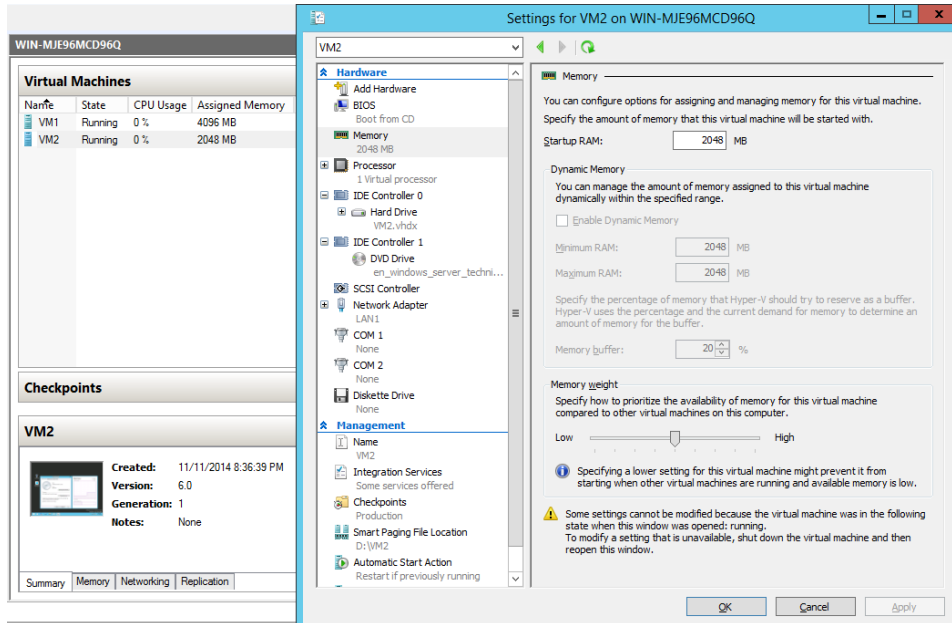 WIN-MJE96MCD96Q
Virtual Machines
Name State CPU Usage Assigned Memory
VM1 Running 0 % 4096 MB
VM2 Running 0 % 2048 MB
Checkpoints
VM2
Created: 11/11/2014 8:36:39 PM
Version: 6.0
Generation: 1
Notes: None
Summary Memory Networking Replication
Settings for VM2 on WIN-MJE96MCD96Q
VM2
Hardware
Add Hardware
BIOS
Boot from CD
Memory
2048 MB
Processor
1 Virtual processor
IDE Controller 0
Hard Drive
VM2.vhdx
IDE Controller 1
DVD Drive
en_windows_server_techni...
SCSI Controller
Network Adapter
LAN1
COM 1
None
COM 2
None
Diskette Drive
None
Management
Name
VM2
Integration Services
Some services offered
Checkpoints
Production
Smart Paging File Location
D:\VM2
Automatic Start Action
Restart if previously running
Memory
You can configure options for assigning and managing memory for this virtual machine.
Specify the amount of memory that this virtual machine will be started with.
Startup RAM: 2048 MB
Dynamic Memory
You can manage the amount of memory assigned to this virtual machine
dynamically within the specified range.
Enable Dynamic Memory
Minimum RAM: 2048 MB
Maximum RAM: 2048 MB
Specify the percentage of memory that Hyper-V should try to reserve as a buffer.
Hyper-V uses the percentage and the current demand for memory to determine an
amount of memory for the buffer.
Memory buffer: 20 %
Memory weight
Specify how to prioritize the availability of memory for this virtual machine
compared to other virtual machines on this computer.
Low High
Specifying a lower setting for this virtual machine might prevent it from
starting when other virtual machines are running and available memory is low.
Some settings cannot be modified because the virtual machine was in the following
state when this window was opened: running.
To modify a setting that is unavailable, shut down the virtual machine and then
reopen this window.
OK Cancel Apply